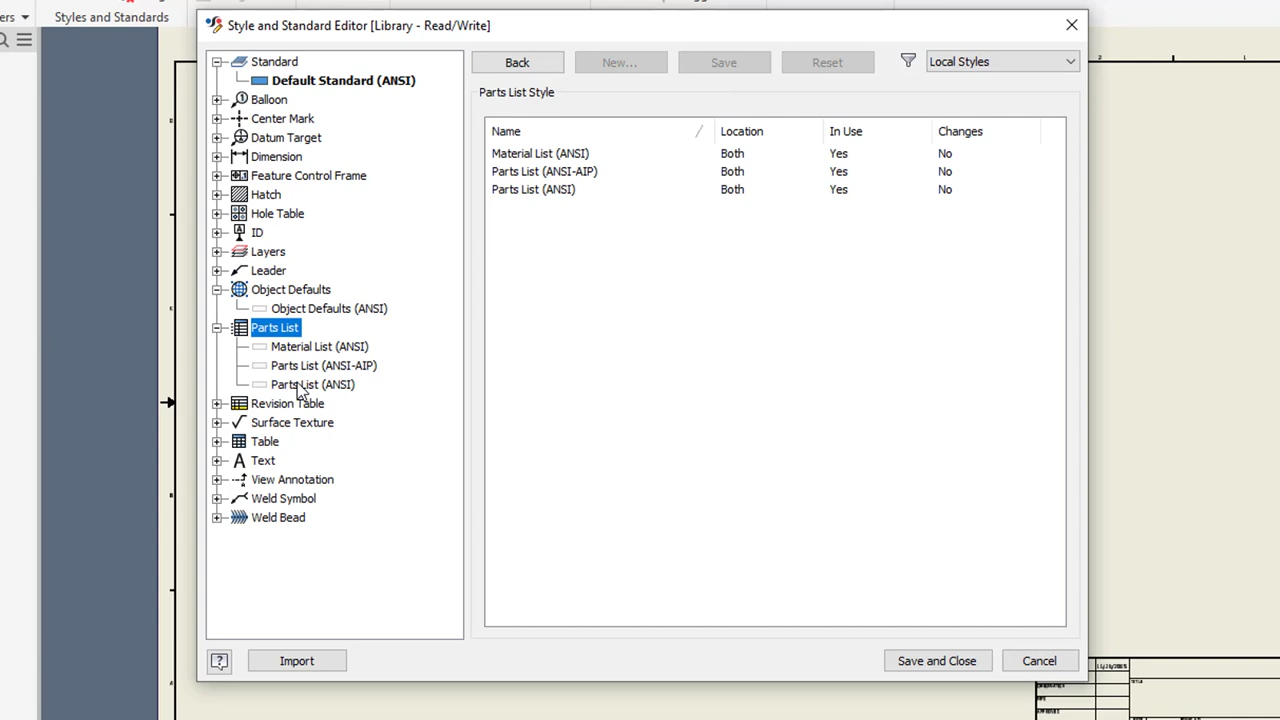 ers
Styles and Standards
Style and Standard Editor [Library - Read/Write]
Standard
Default Standard (ANSI)
Balloon
Center Mark
Datum Target
Dimension
Feature Control Frame
Hatch
Hole Table
ID
Layers
Leader
Object Defaults
Object Defaults (ANSI)
Parts List
Material List (ANSI)
Parts List (ANSI-AIP)
Parts List (ANSI)
Revision Table
Surface Texture
Table
Text
View Annotation
Weld Symbol
Weld Bead
Back
New...
Save
Reset
Local Styles
Parts List Style
Name Location In Use Changes
Material List (ANSI) Both Yes No
Parts List (ANSI-AIP) Both Yes No
Parts List (ANSI) Both Yes No
Import
Save and Close
Cancel
2
1